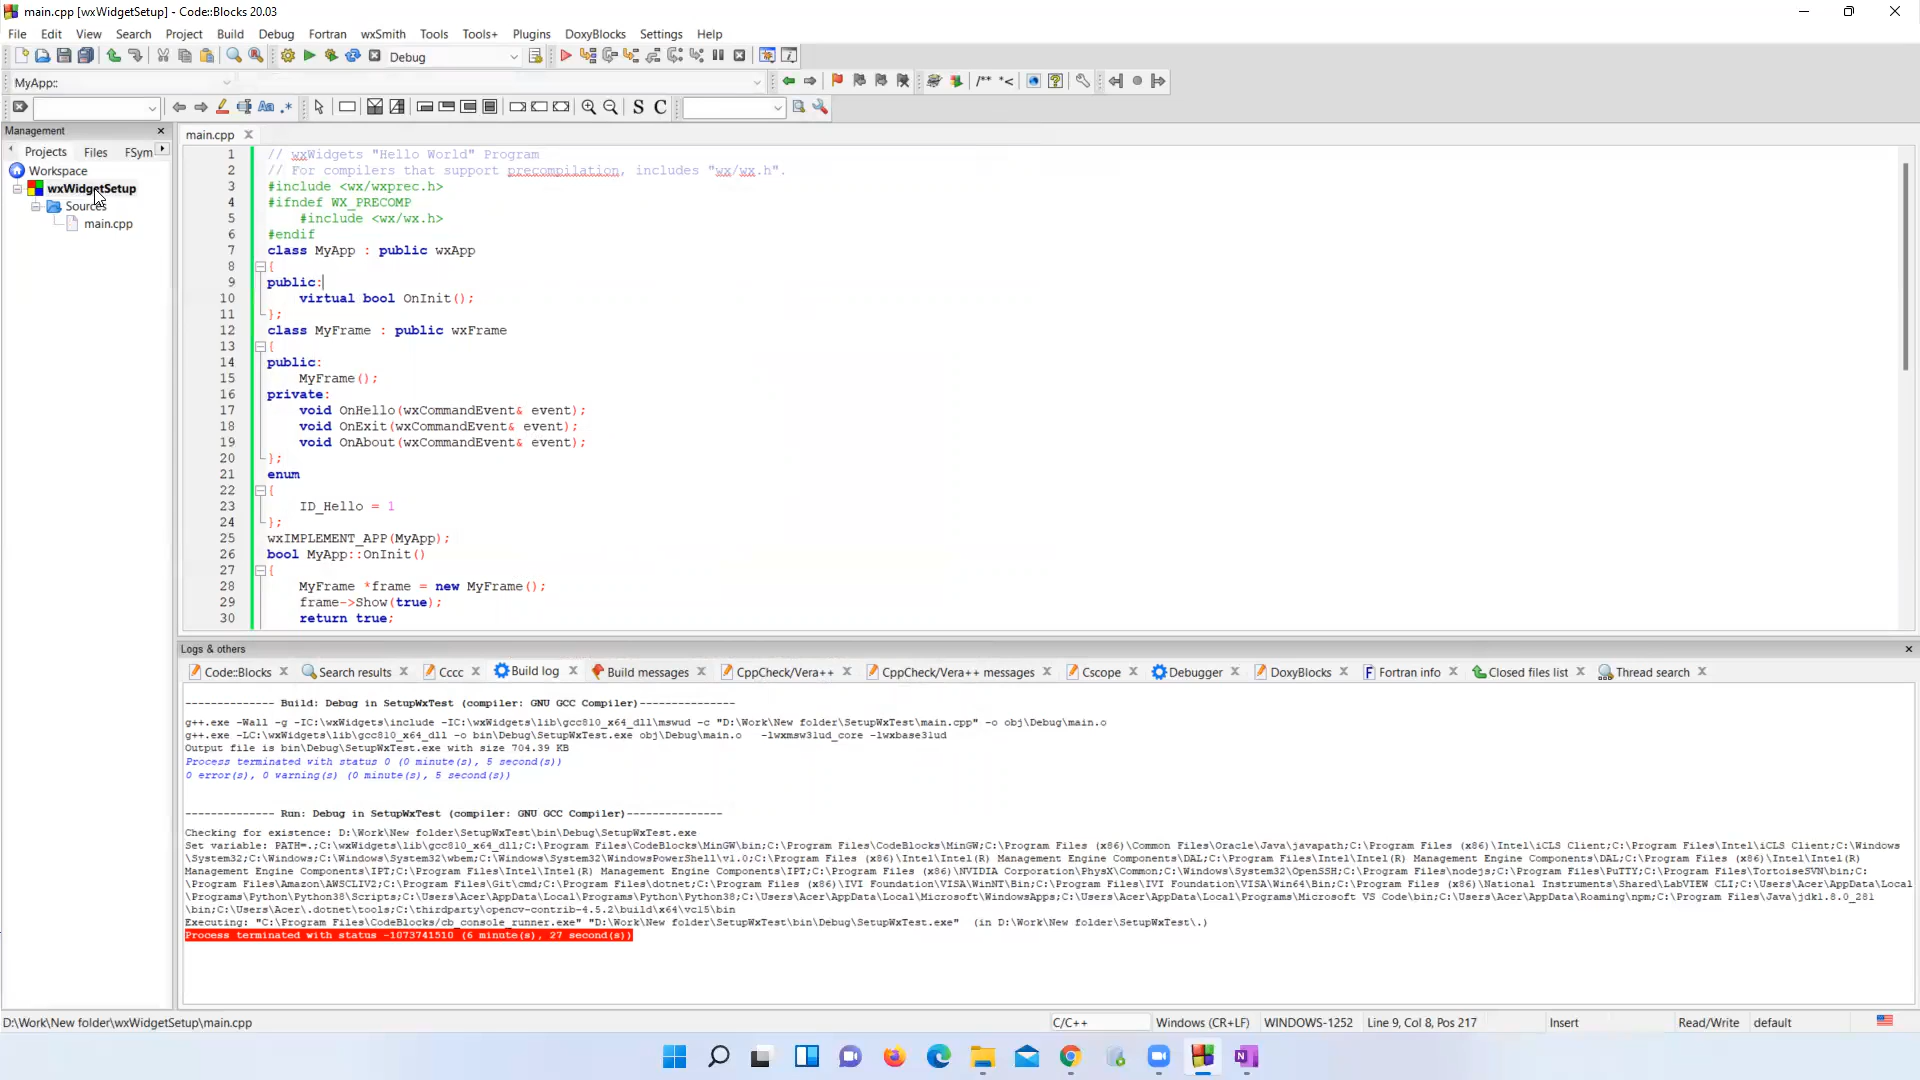 main.cpp [wxWidgetSetup] - Code::Blocks 20.03
File Edit View Search Project Build Debug Fortran wxSmith Tools Tools+ Plugins DoxyBlocks Settings Help
Debug
MyApp::
/** *<
Aa .* S C
Management
main.cpp
Projects Files FSym
Workspace
wxWidgetSetup
Sources
main.cpp
1 // wxWidgets "Hello World" Program
2 // For compilers that support precompilation, includes "wx/wx.h".
3 #include <wx/wxprec.h>
4 #ifndef WX_PRECOMP
5 #include <wx/wx.h>
6 #endif
7 class MyApp : public wxApp
8 {
9 public:
10 virtual bool OnInit();
11 };
12 class MyFrame : public wxFrame
13 {
14 public:
15 MyFrame();
16 private:
17 void OnHello(wxCommandEvent& event);
18 void OnExit(wxCommandEvent& event);
19 void OnAbout(wxCommandEvent& event);
20 };
21 enum
22 {
23 ID_Hello = 1
24 };
25 wxIMPLEMENT_APP(MyApp);
26 bool MyApp::OnInit()
27 {
28 MyFrame *frame = new MyFrame();
29 frame->Show(true);
30 return true;
Logs & others
Code::Blocks Search results Cccc Build log Build messages CppCheck/Vera++ CppCheck/Vera++ messages Cscope Debugger DoxyBlocks Fortran info Closed files list Thread search
-------------- Build: Debug in SetupWxTest (compiler: GNU GCC Compiler)---------------
g++.exe -Wall -g -IC:\wxWidgets\include -IC:\wxWidgets\lib\gcc810_x64_dll\mswud -c "D:\Work\New folder\SetupWxTest\main.cpp" -o obj\Debug\main.o
g++.exe -LC:\wxWidgets\lib\gcc810_x64_dll -o bin\Debug\SetupWxTest.exe obj\Debug\main.o -lwxmsw31ud_core -lwxbase31ud
Output file is bin\Debug\SetupWxTest.exe with size 704.39 KB
Process terminated with status 0 (0 minute(s), 5 second(s))
0 error(s), 0 warning(s) (0 minute(s), 5 second(s))
-------------- Run: Debug in SetupWxTest (compiler: GNU GCC Compiler)---------------
Checking for existence: D:\Work\New folder\SetupWxTest\bin\Debug\SetupWxTest.exe
Set variable: PATH=.;C:\wxWidgets\lib\gcc810_x64_dll;C:\Program Files\CodeBlocks\MinGW\bin;C:\Program Files\CodeBlocks\MinGW;C:\Program Files (x86)\Common Files\Oracle\Java\javapath;C:\Program Files (x86)\Intel\iCLS Client;C:\Program Files\Intel\iCLS Client;C:\Windows
\System32;C:\Windows;C:\Windows\System32\wbem;C:\Windows\System32\WindowsPowerShell\v1.0;C:\Program Files (x86)\Intel\Intel(R) Management Engine Components\DAL;C:\Program Files\Intel\Intel(R) Management Engine Components\DAL;C:\Program Files (x86)\Intel\Intel(R)
Management Engine Components\IPT;C:\Program Files\Intel\Intel(R) Management Engine Components\IPT;C:\Program Files (x86)\NVIDIA Corporation\PhysX\Common;C:\Windows\System32\OpenSSH;C:\Program Files\nodejs;C:\Program Files\PuTTY;C:\Program Files\TortoiseSVN\bin;C:
\Program Files\Amazon\AWSCLIV2;C:\Program Files\Git\cmd;C:\Program Files\dotnet;C:\Program Files (x86)\IVI Foundation\VISA\WinNT\Bin;C:\Program Files\IVI Foundation\VISA\Win64\Bin;C:\Program Files (x86)\National Instruments\Shared\LabVIEW CLI;C:\Users\Acer\AppData\Local
\Programs\Python\Python38\Scripts;C:\Users\Acer\AppData\Local\Programs\Python\Python38;C:\Users\Acer\AppData\Local\Microsoft\WindowsApps;C:\Users\Acer\AppData\Local\Programs\Microsoft VS Code\bin;C:\Users\Acer\AppData\Roaming\npm;C:\Program Files\Java\jdk1.8.0_281
\bin;C:\Users\Acer\.dotnet\tools;C:\thirdparty\opencv-contrib-4.5.2\build\x64\vc15\bin
Executing: "C:\Program Files\CodeBlocks/cb_console_runner.exe" "D:\Work\New folder\SetupWxTest\bin\Debug\SetupWxTest.exe" (in D:\Work\New folder\SetupWxTest\.)
Process terminated with status -1073741510 (6 minute(s), 27 second(s))
D:\Work\New folder\wxWidgetSetup\main.cpp C/C++ Windows (CR+LF) WINDOWS-1252 Line 9, Col 8, Pos 217 Insert Read/Write default